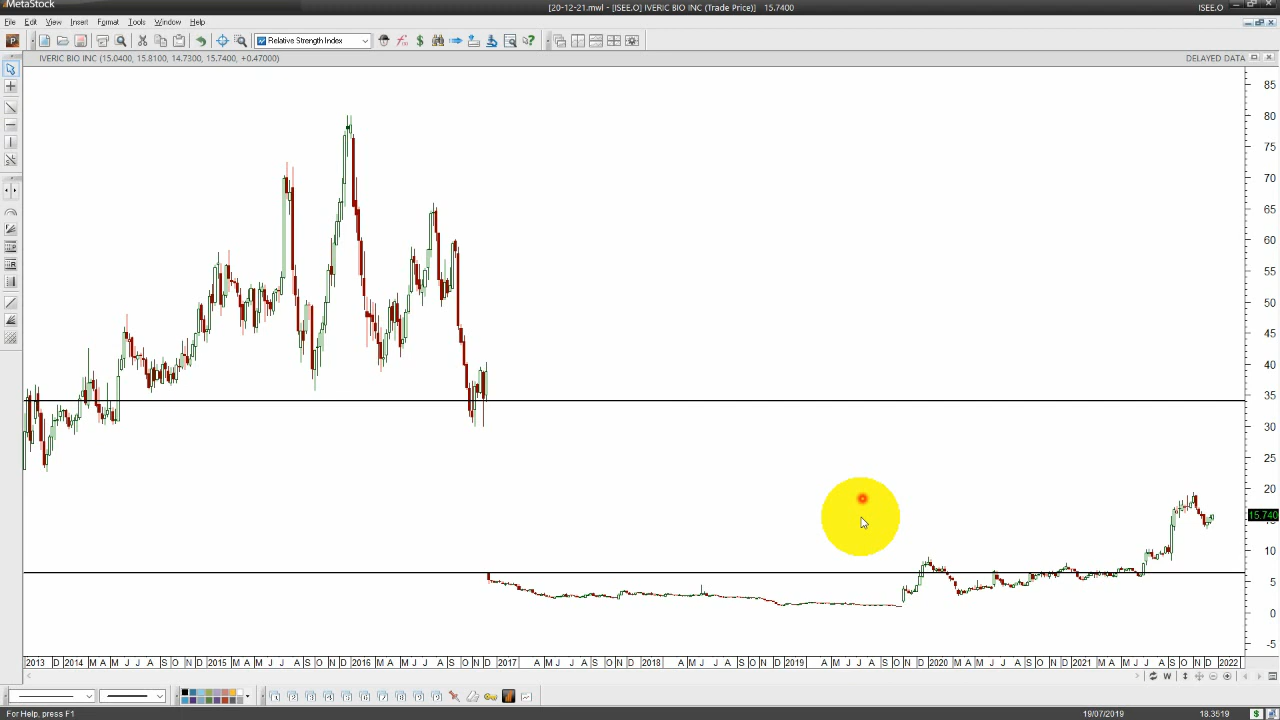 MetaStock
[20-12-21.mwl - [ISEE.O] IVERIC BIO INC (Trade Price)] 15.7400
ISEE.O
File Edit View Insert Format Tools Window Help
Relative Strength Index
IVERIC BIO INC (15.0400, 15.8100, 14.7300, 15.7400, +0.47000)
DELAYED DATA
85
80
75
70
65
60
55
50
45
40
35
30
25
20
15.740
10
5
0
-5
2013 D 2014 M A M J J A S O N D 2015 M A M J J A S O N D 2016 M A M J J A S O N D 2017 A M J J A S O N D 2018 A M J J A S O N D 2019 A M J J A S O N D 2020 M A M J J A S O N D 2021 M A M J J A S O N D 2022
For Help, press F1
19/07/2019
18.3519